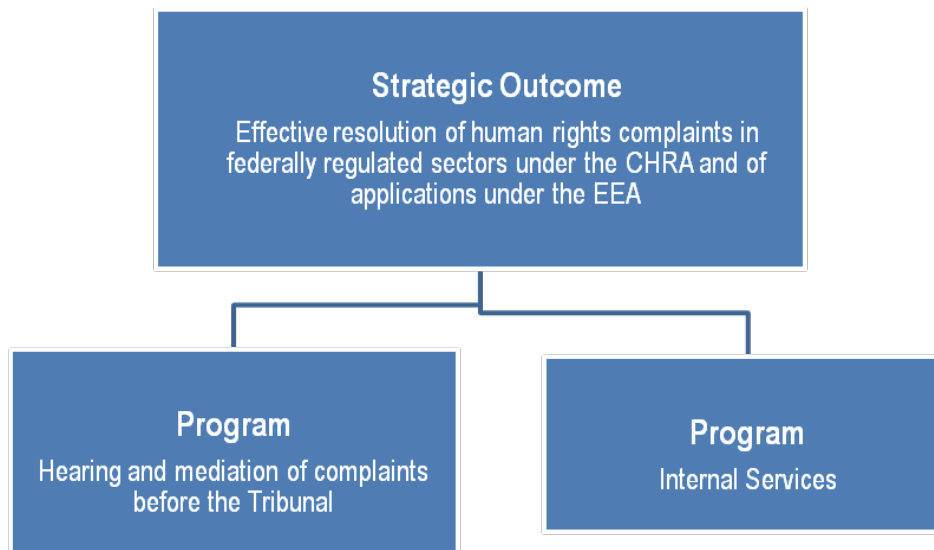 Strategic Outcome
Effective resolution of human rights complaints in
federally regulated sectors under the CHRA and of
applications under the EEA
Program
Hearing and mediation of complaints
before the Tribunal
Program
Internal Services